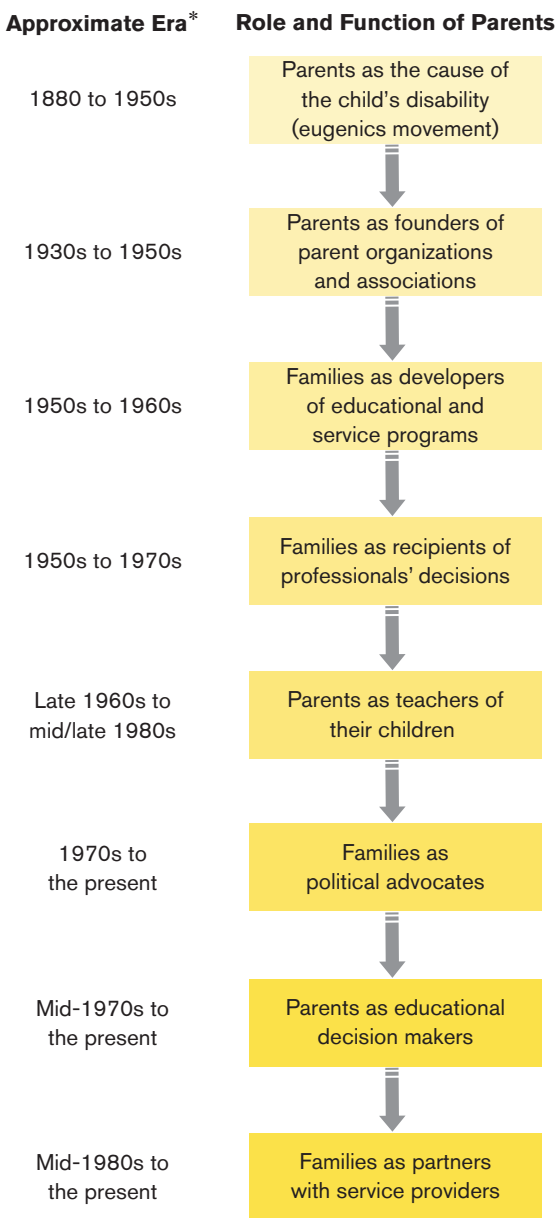 Approximate Era* Role and Function of Parents
1880 to 1950s
Parents as the cause of
the child’s disability
(eugenics movement)
1930s to 1950s
Parents as founders of
parent organizations
and associations
1950s to 1960s
Families as developers
of educational and
service programs
1950s to 1970s
Families as recipients of
professionals’ decisions
Late 1960s to
mid/late 1980s
Parents as teachers of
their children
1970s to
the present
Families as
political advocates
Mid-1970s to
the present
Parents as educational
decision makers
Mid-1980s to
the present
Families as partners
with service providers